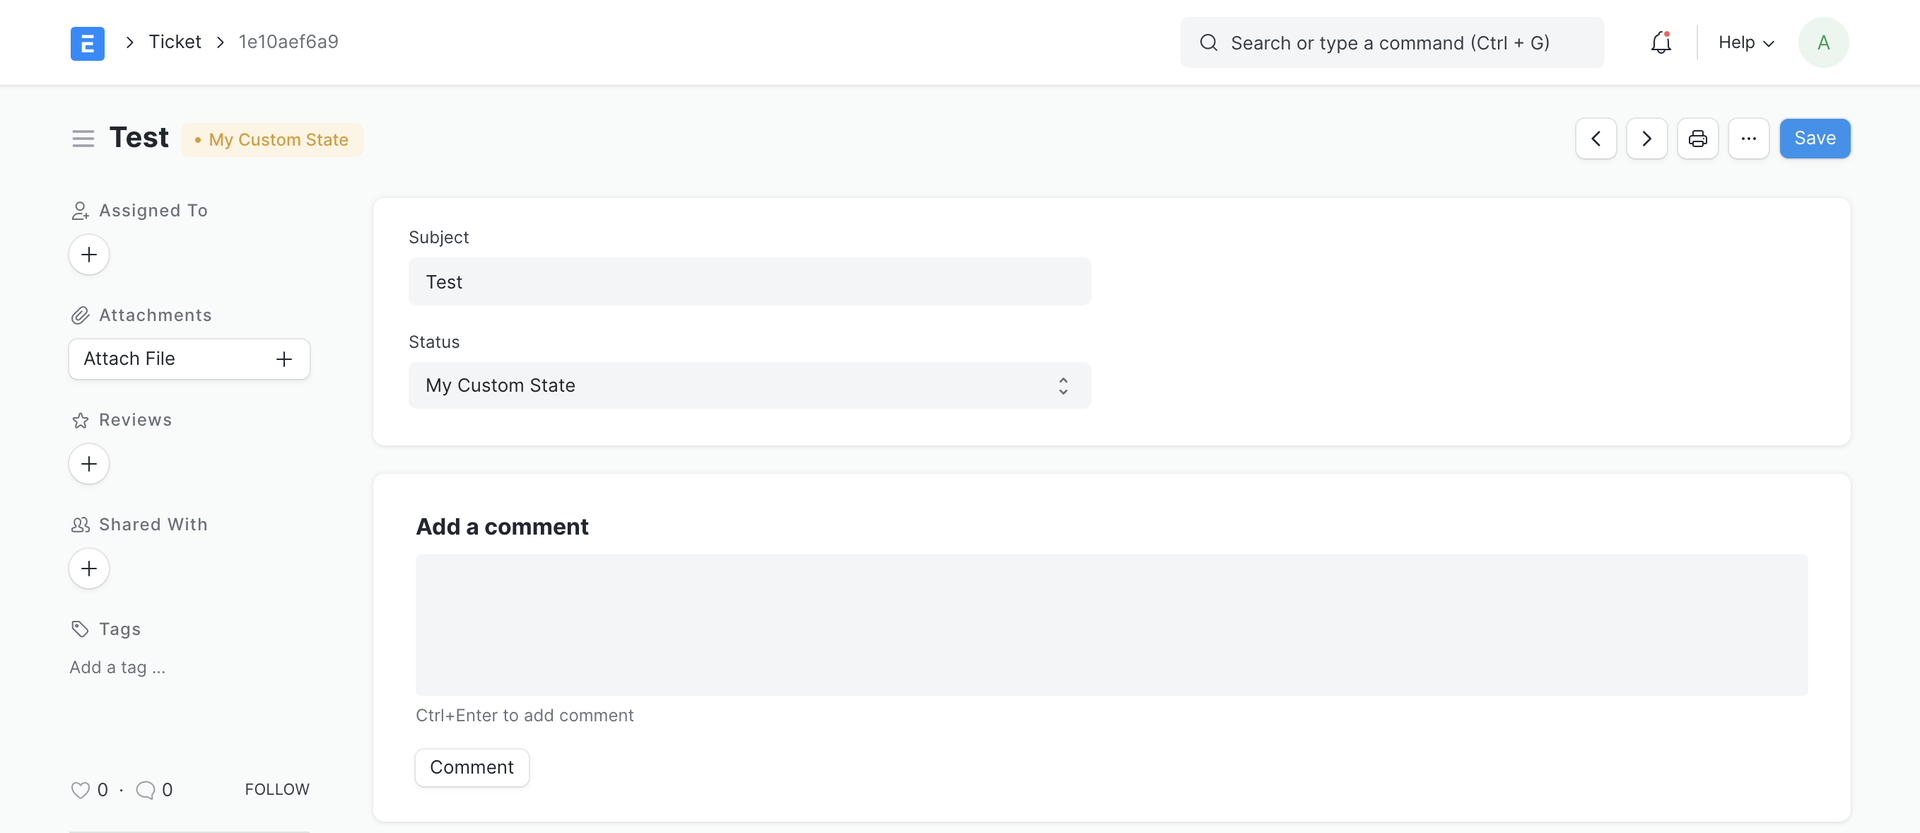 E
Ticket
1e10aef6a9
Search or type a command (Ctrl + G)
Help
A
Test
• My Custom State
Save
Assigned To
Attachments
Attach File
Reviews
Shared With
Tags
Add a tag ...
0 · 0
FOLLOW
Subject
Test
Status
My Custom State
Add a comment
Ctrl+Enter to add comment
Comment